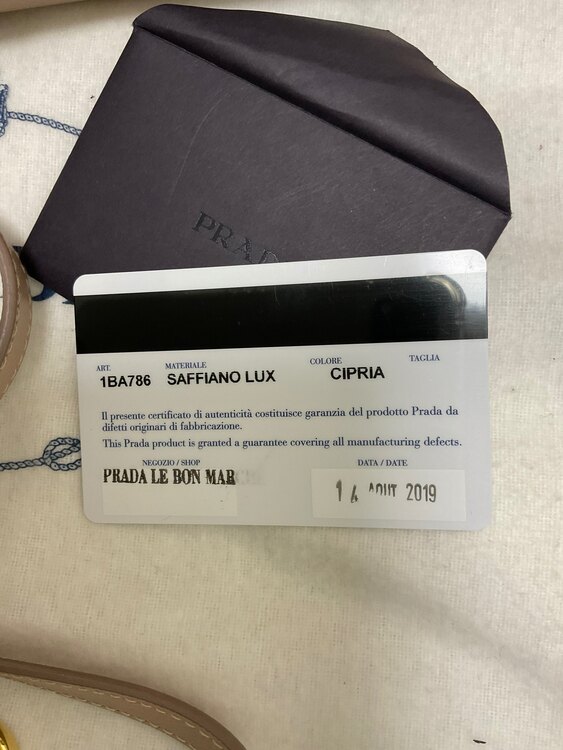 PRAD
ART. MATERIALE COLORE TAGLIA
1BA786 SAFFIANO LUX CIPRIA
Il presente certificato di autenticità costituisce garanzia del prodotto Prada da
difetti originari di fabbricazione.
This Prada product is granted a guarantee covering all manufacturing defects.
NEGOZIO / SHOP DATA / DATE
PRADA LE BON MAR 14 AOUT 2019